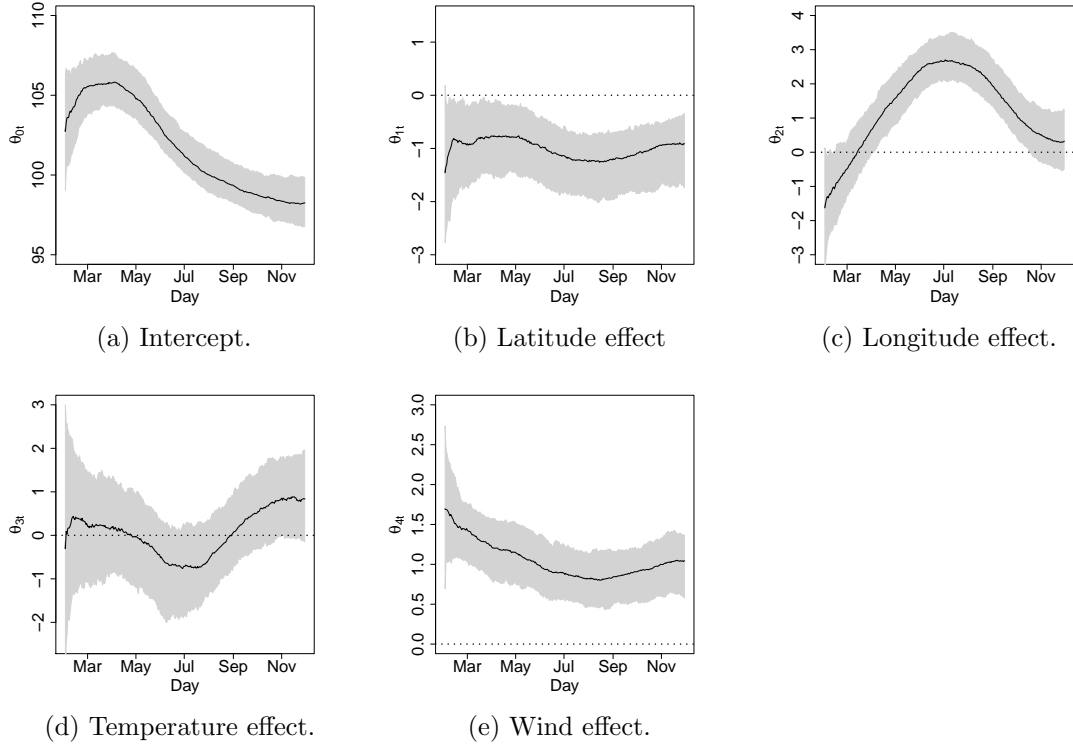 110
105
100
95
θ0t
Mar May Jul Sep Nov
Day
(a) Intercept.
1
0
−1
−2
−3
θ1t
Mar May Jul Sep Nov
Day
(b) Latitude effect
4
3
2
1
0
−1
−2
−3
θ2t
Mar May Jul Sep Nov
Day
(c) Longitude effect.
3
2
1
0
−1
−2
θ3t
Mar May Jul Sep Nov
Day
(d) Temperature effect.
3.0
2.5
2.0
1.5
1.0
0.5
0.0
θ4t
Mar May Jul Sep Nov
Day
(e) Wind effect.